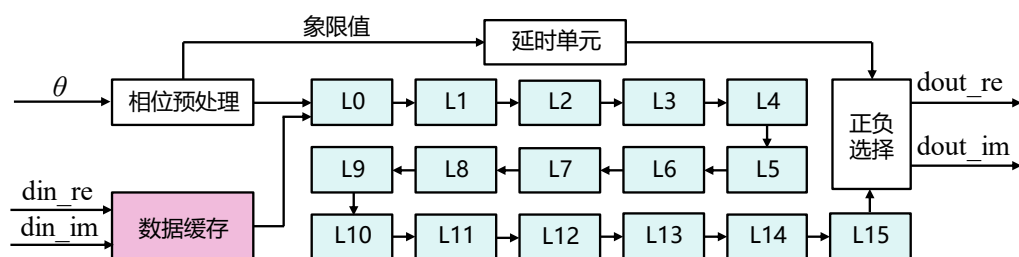 象限值
延时单元
θ
相位预处理
L0
L1
L2
L3
L4
正负
选择
dout_re
dout_im
L9
L8
L7
L6
L5
din_re
din_im
数据缓存
L10
L11
L12
L13
L14
L15